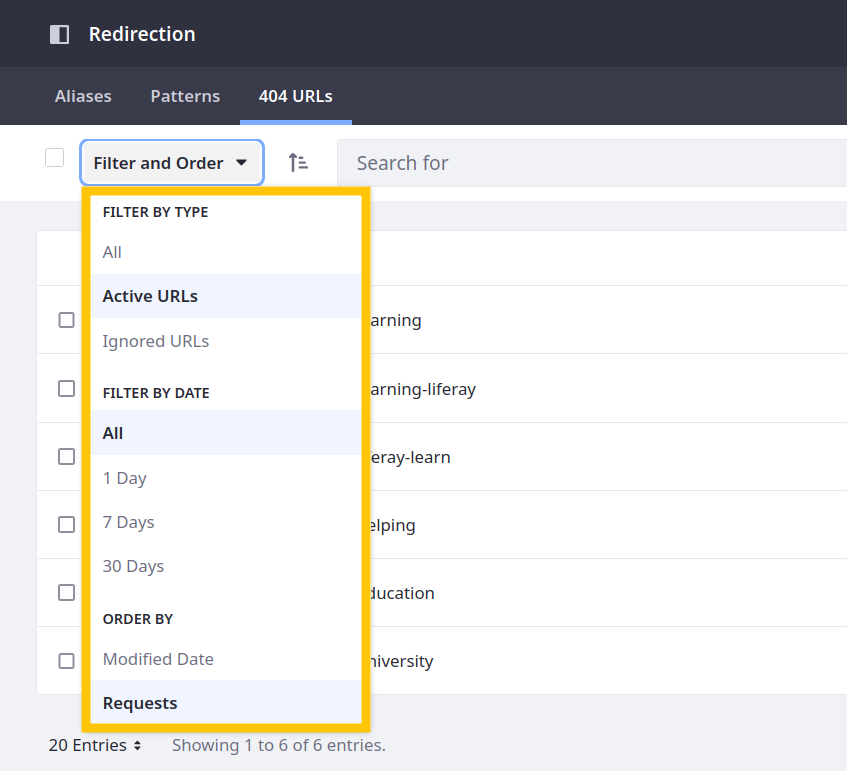 Redirection
Aliases Patterns 404 URLs
Filter and Order Search for
FILTER BY TYPE
All
Active URLs
Ignored URLs
FILTER BY DATE
All
1 Day
7 Days
30 Days
ORDER BY
Modified Date
Requests
arning
arning-liferay
eray-learn
elping
ducation
niversity
20 Entries Showing 1 to 6 of 6 entries.